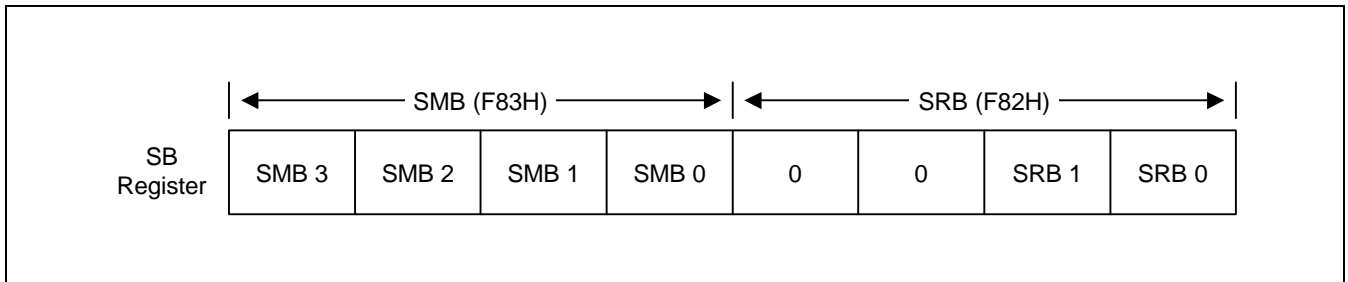 SMB (F83H) SRB (F82H)
SB
Register
SMB 3 SMB 2 SMB 1 SMB 0 0 0 SRB 1 SRB 0